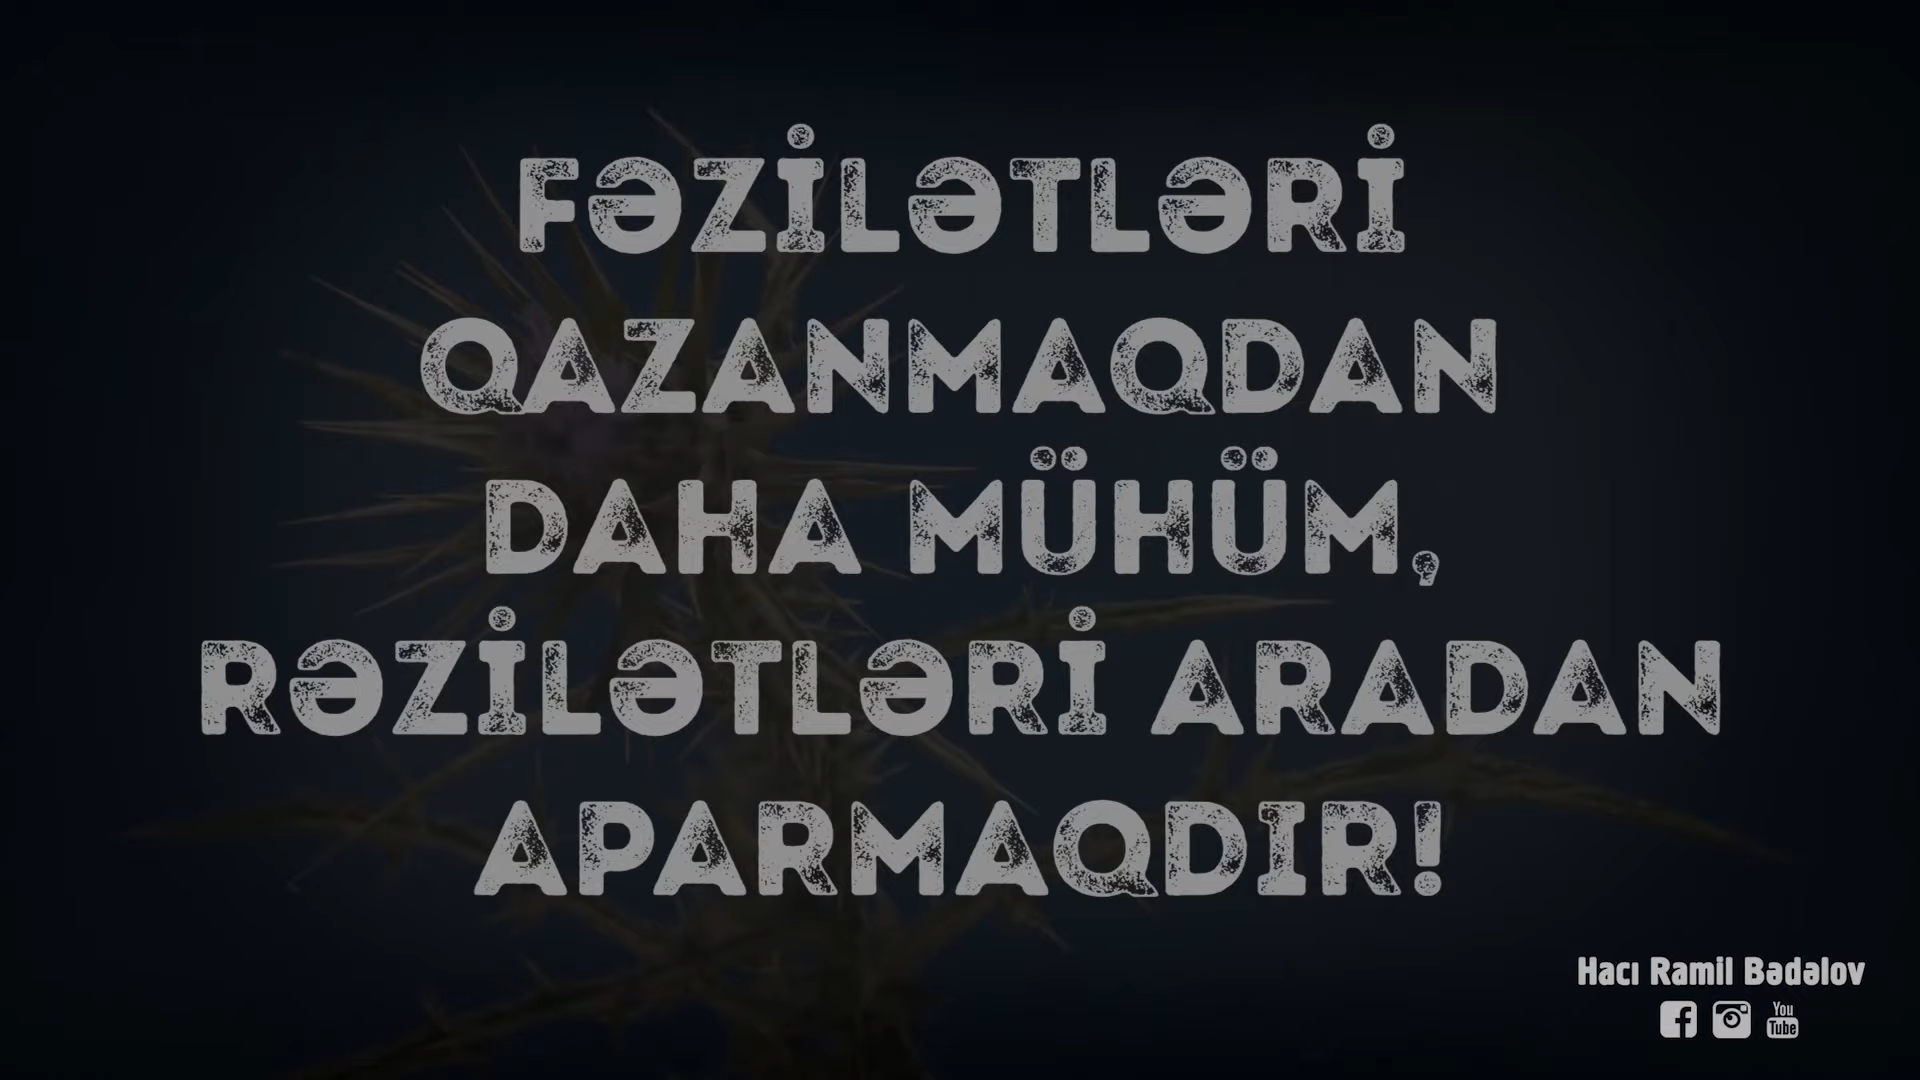 FƏZİLƏTLƏRİ
QAZANMAQDAN
DAHA MÜHÜM,
RƏZİLƏTLƏRİ ARADAN
APARMAQDIR!
Hacı Ramil Bədəlov
You
Tube